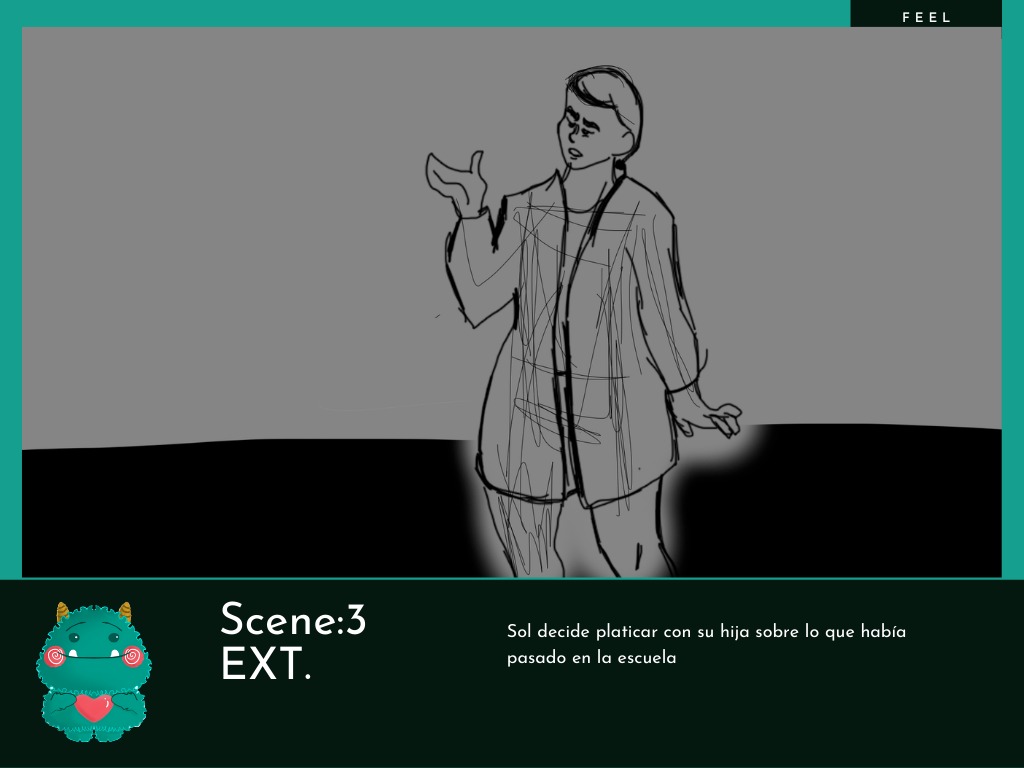 FEEL
Scene:3
EXT.
Sol decide platicar con su hija sobre lo que había
pasado en la escuela